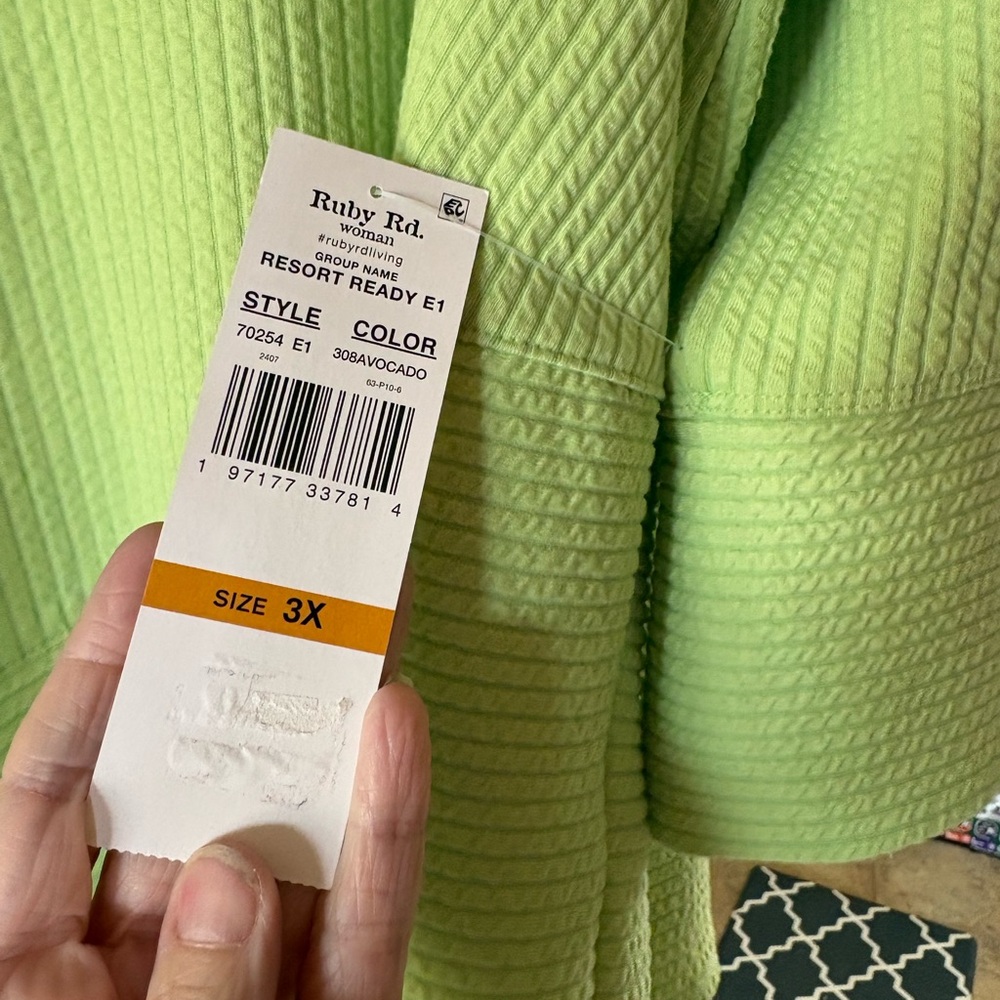 Ruby Rd.
woman
#rubyrdliving
GROUP NAME
RESORT READY E1
STYLE COLOR
70254 E1 308AVOCADO
2407 63-P10-6
1 97177 33781 4
SIZE 3X